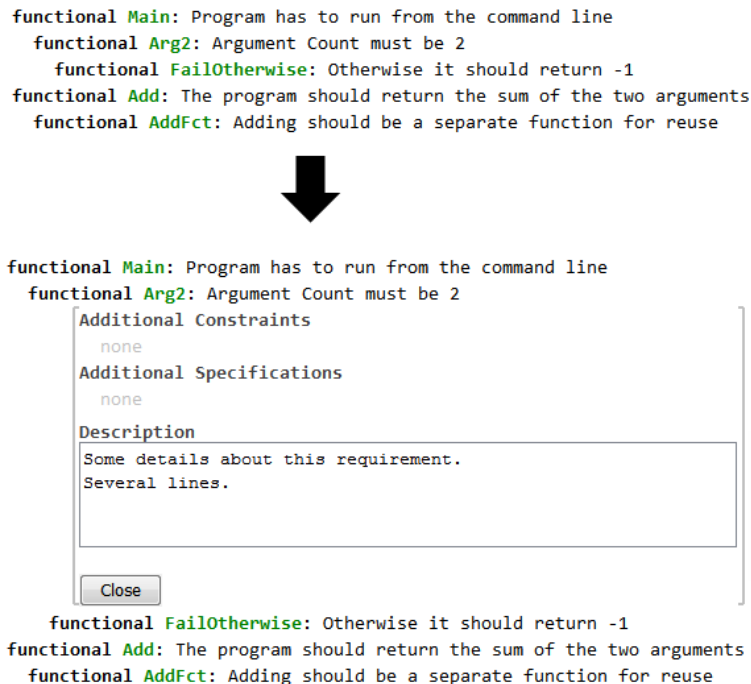 functional Main: Program has to run from the command line
functional Arg2: Argument Count must be 2
functional FailOtherwise: Otherwise it should return -1
functional Add: The program should return the sum of the two arguments
functional AddFct: Adding should be a separate function for reuse
functional Main: Program has to run from the command line
functional Arg2: Argument Count must be 2
Additional Constraints
none
Additional Specifications
none
Description
Some details about this requirement.
Several lines.
Close
functional FailOtherwise: Otherwise it should return -1
functional Add: The program should return the sum of the two arguments
functional AddFct: Adding should be a separate function for reuse